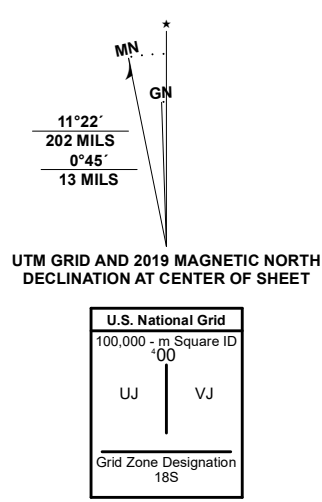 ★
MN
GN
11°22´
202 MILS
0°45´
13 MILS
UTM GRID AND 2019 MAGNETIC NORTH
DECLINATION AT CENTER OF SHEET
U.S. National Grid
100,000 - m Square ID
⁴00
UJ VJ
Grid Zone Designation
18S